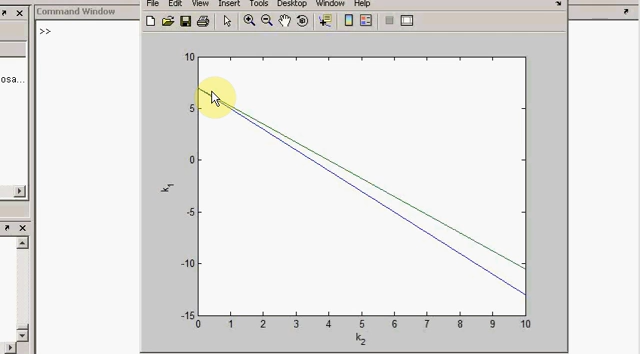 Command Window
File Edit View Insert Tools Desktop Window Help
>>
osa...
10
5
0
-5
-10
-15
k1
0 1 2 3 4 5 6 7 8 9 10
k2